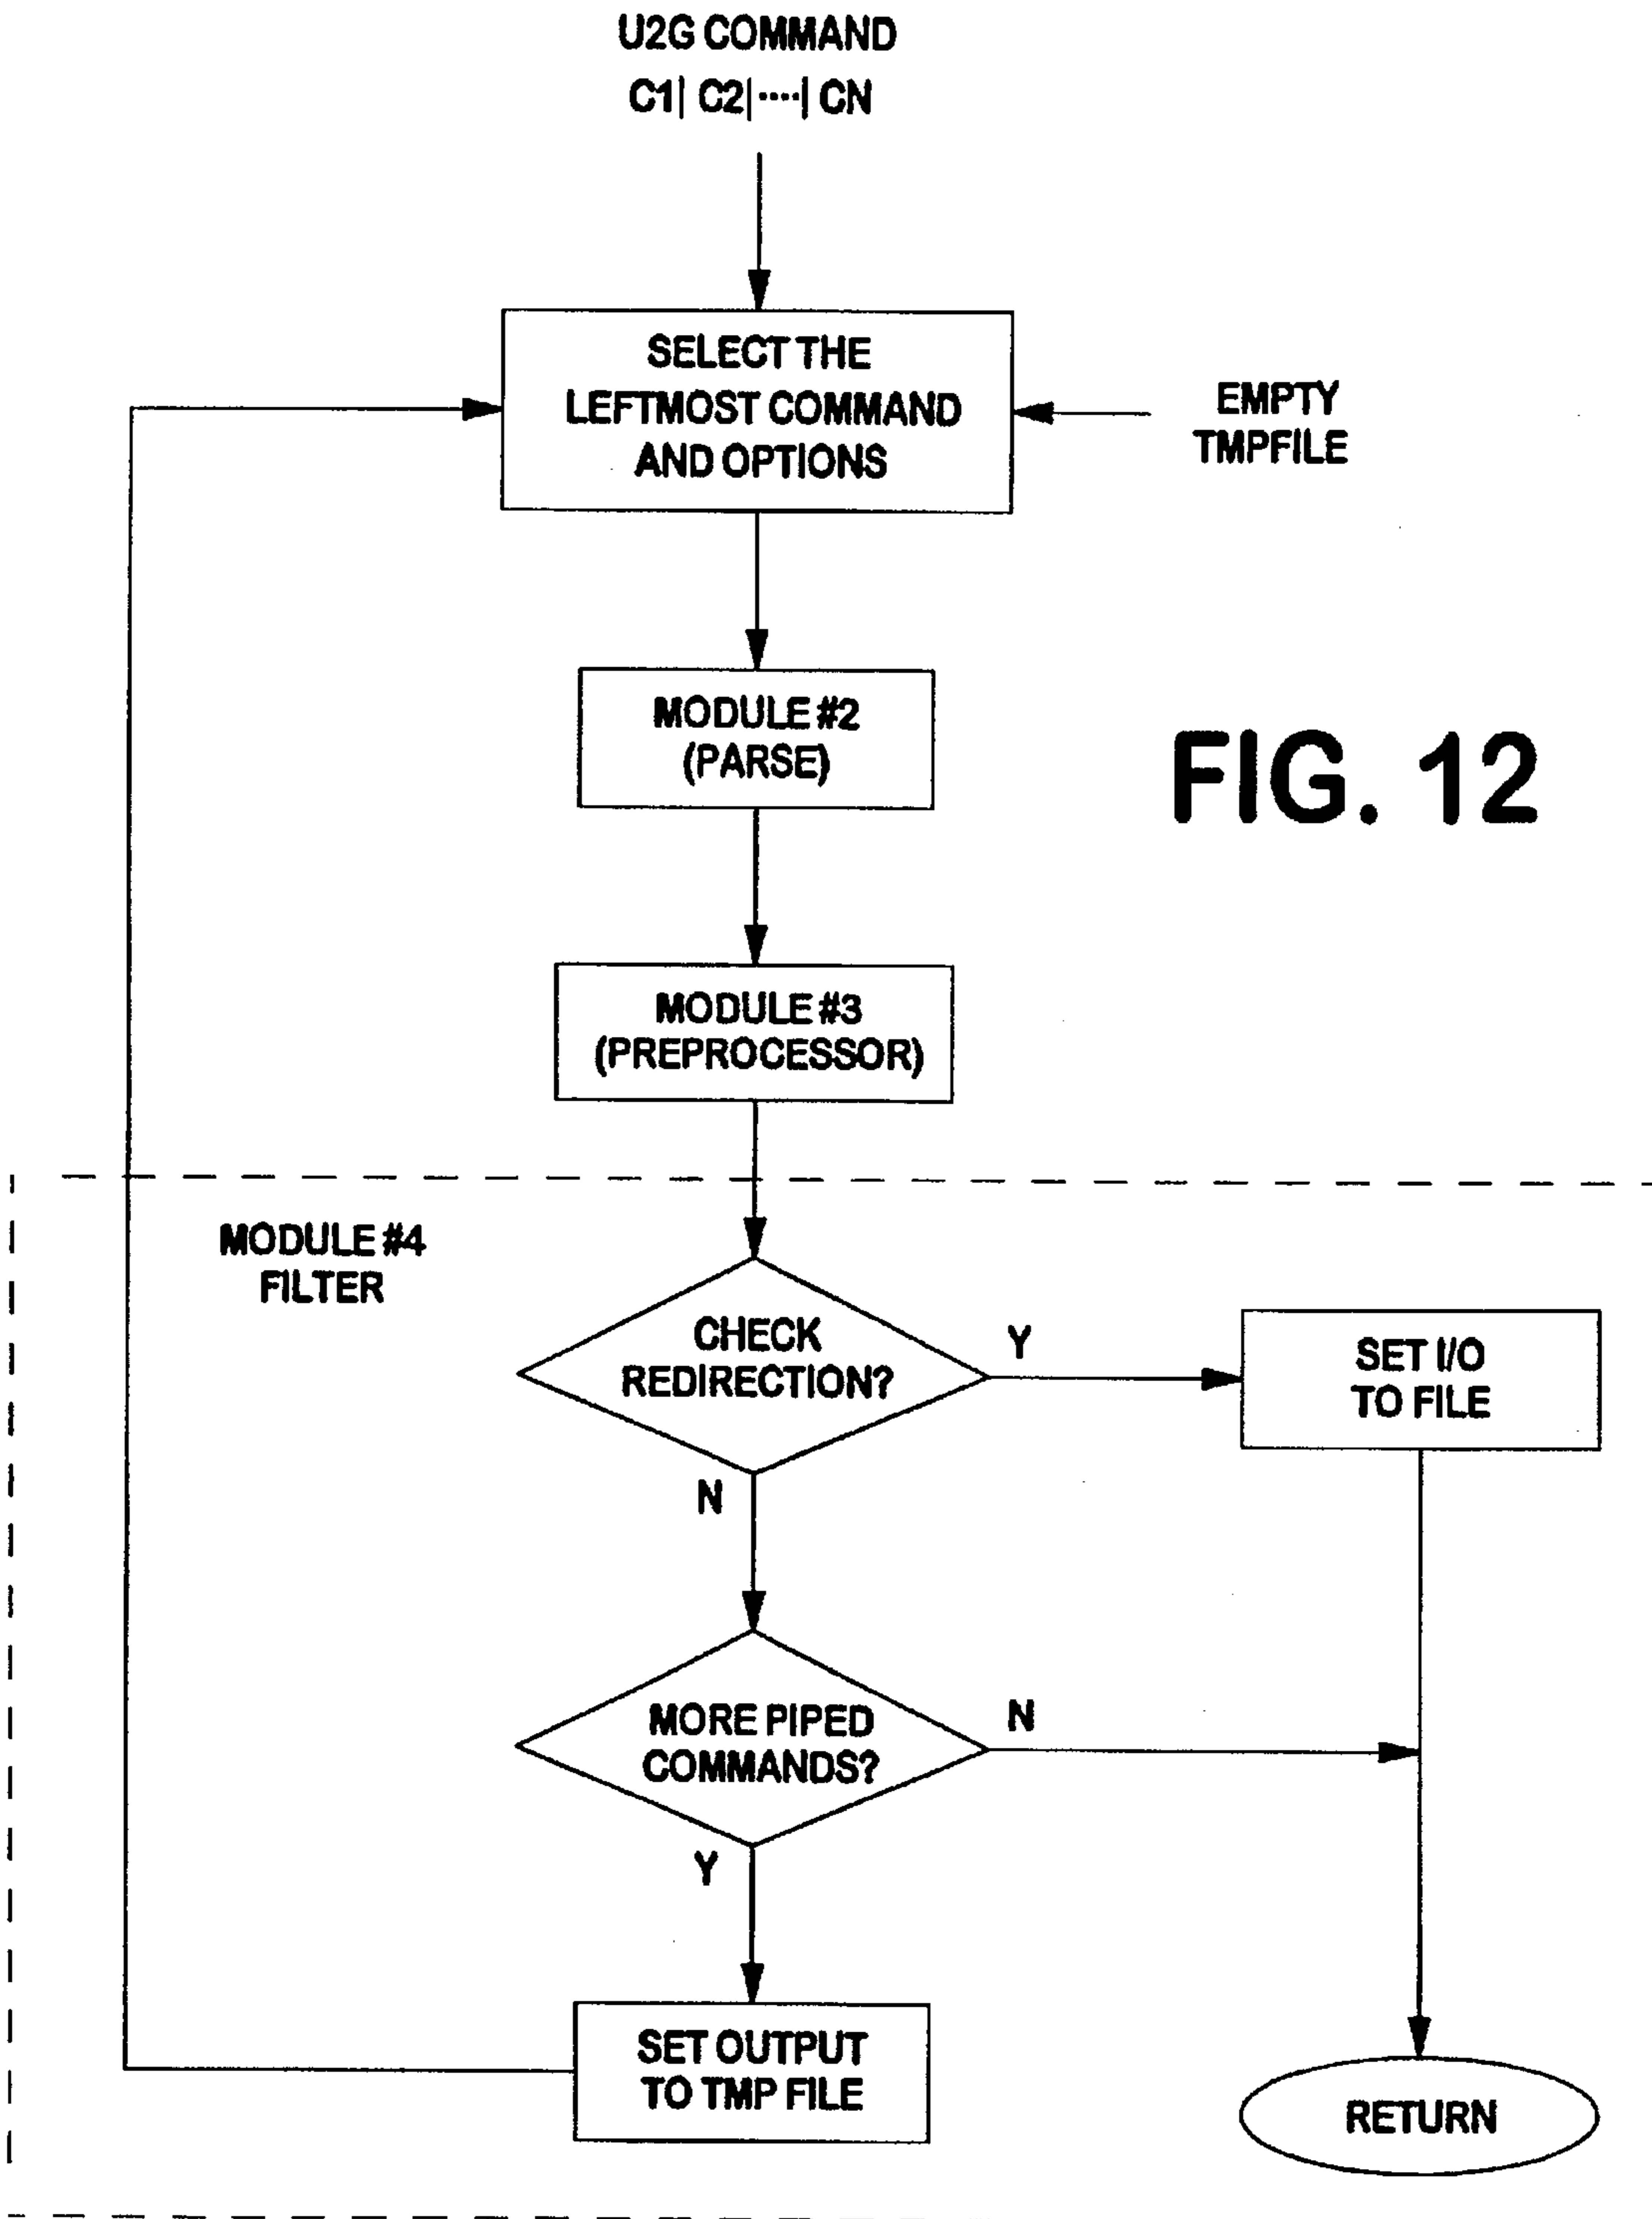 U2G COMMAND
C1| C2|····| CN
SELECT THE
LEFTMOST COMMAND
AND OPTIONS
EMPTY
TMPFILE
MODULE #2
(PARSE)
FIG. 12
MODULE #3
(PREPROCESSOR)
MODULE #4
FILTER
CHECK
REDIRECTION?
Y
SET I/O
TO FILE
N
MORE PIPED
COMMANDS?
N
Y
SET OUTPUT
TO TMP FILE
RETURN